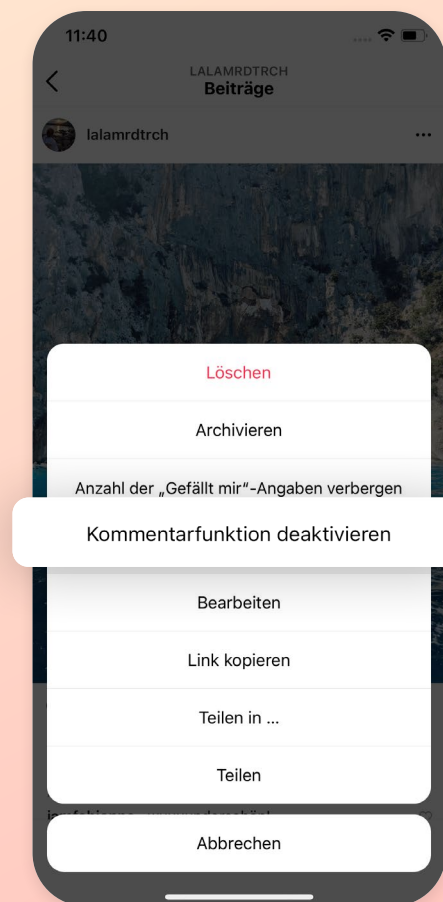 11:40
LALAMRDTRCH
Beiträge
lalamrdtrch
Löschen
Archivieren
Anzahl der „Gefällt mir“-Angaben verbergen
Kommentarfunktion deaktivieren
Bearbeiten
Link kopieren
Teilen in ...
Teilen
Abbrechen